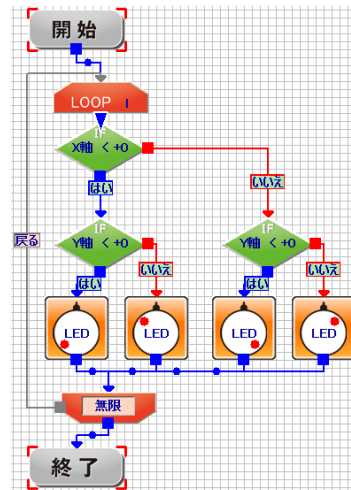 開始
LOOP I
IF
X軸 < +0
はい
いいえ
戻る
IF
Y軸 < +0
はい
いいえ
IF
Y軸 < +0
はい
いいえ
LED
LED
LED
LED
無限
終了